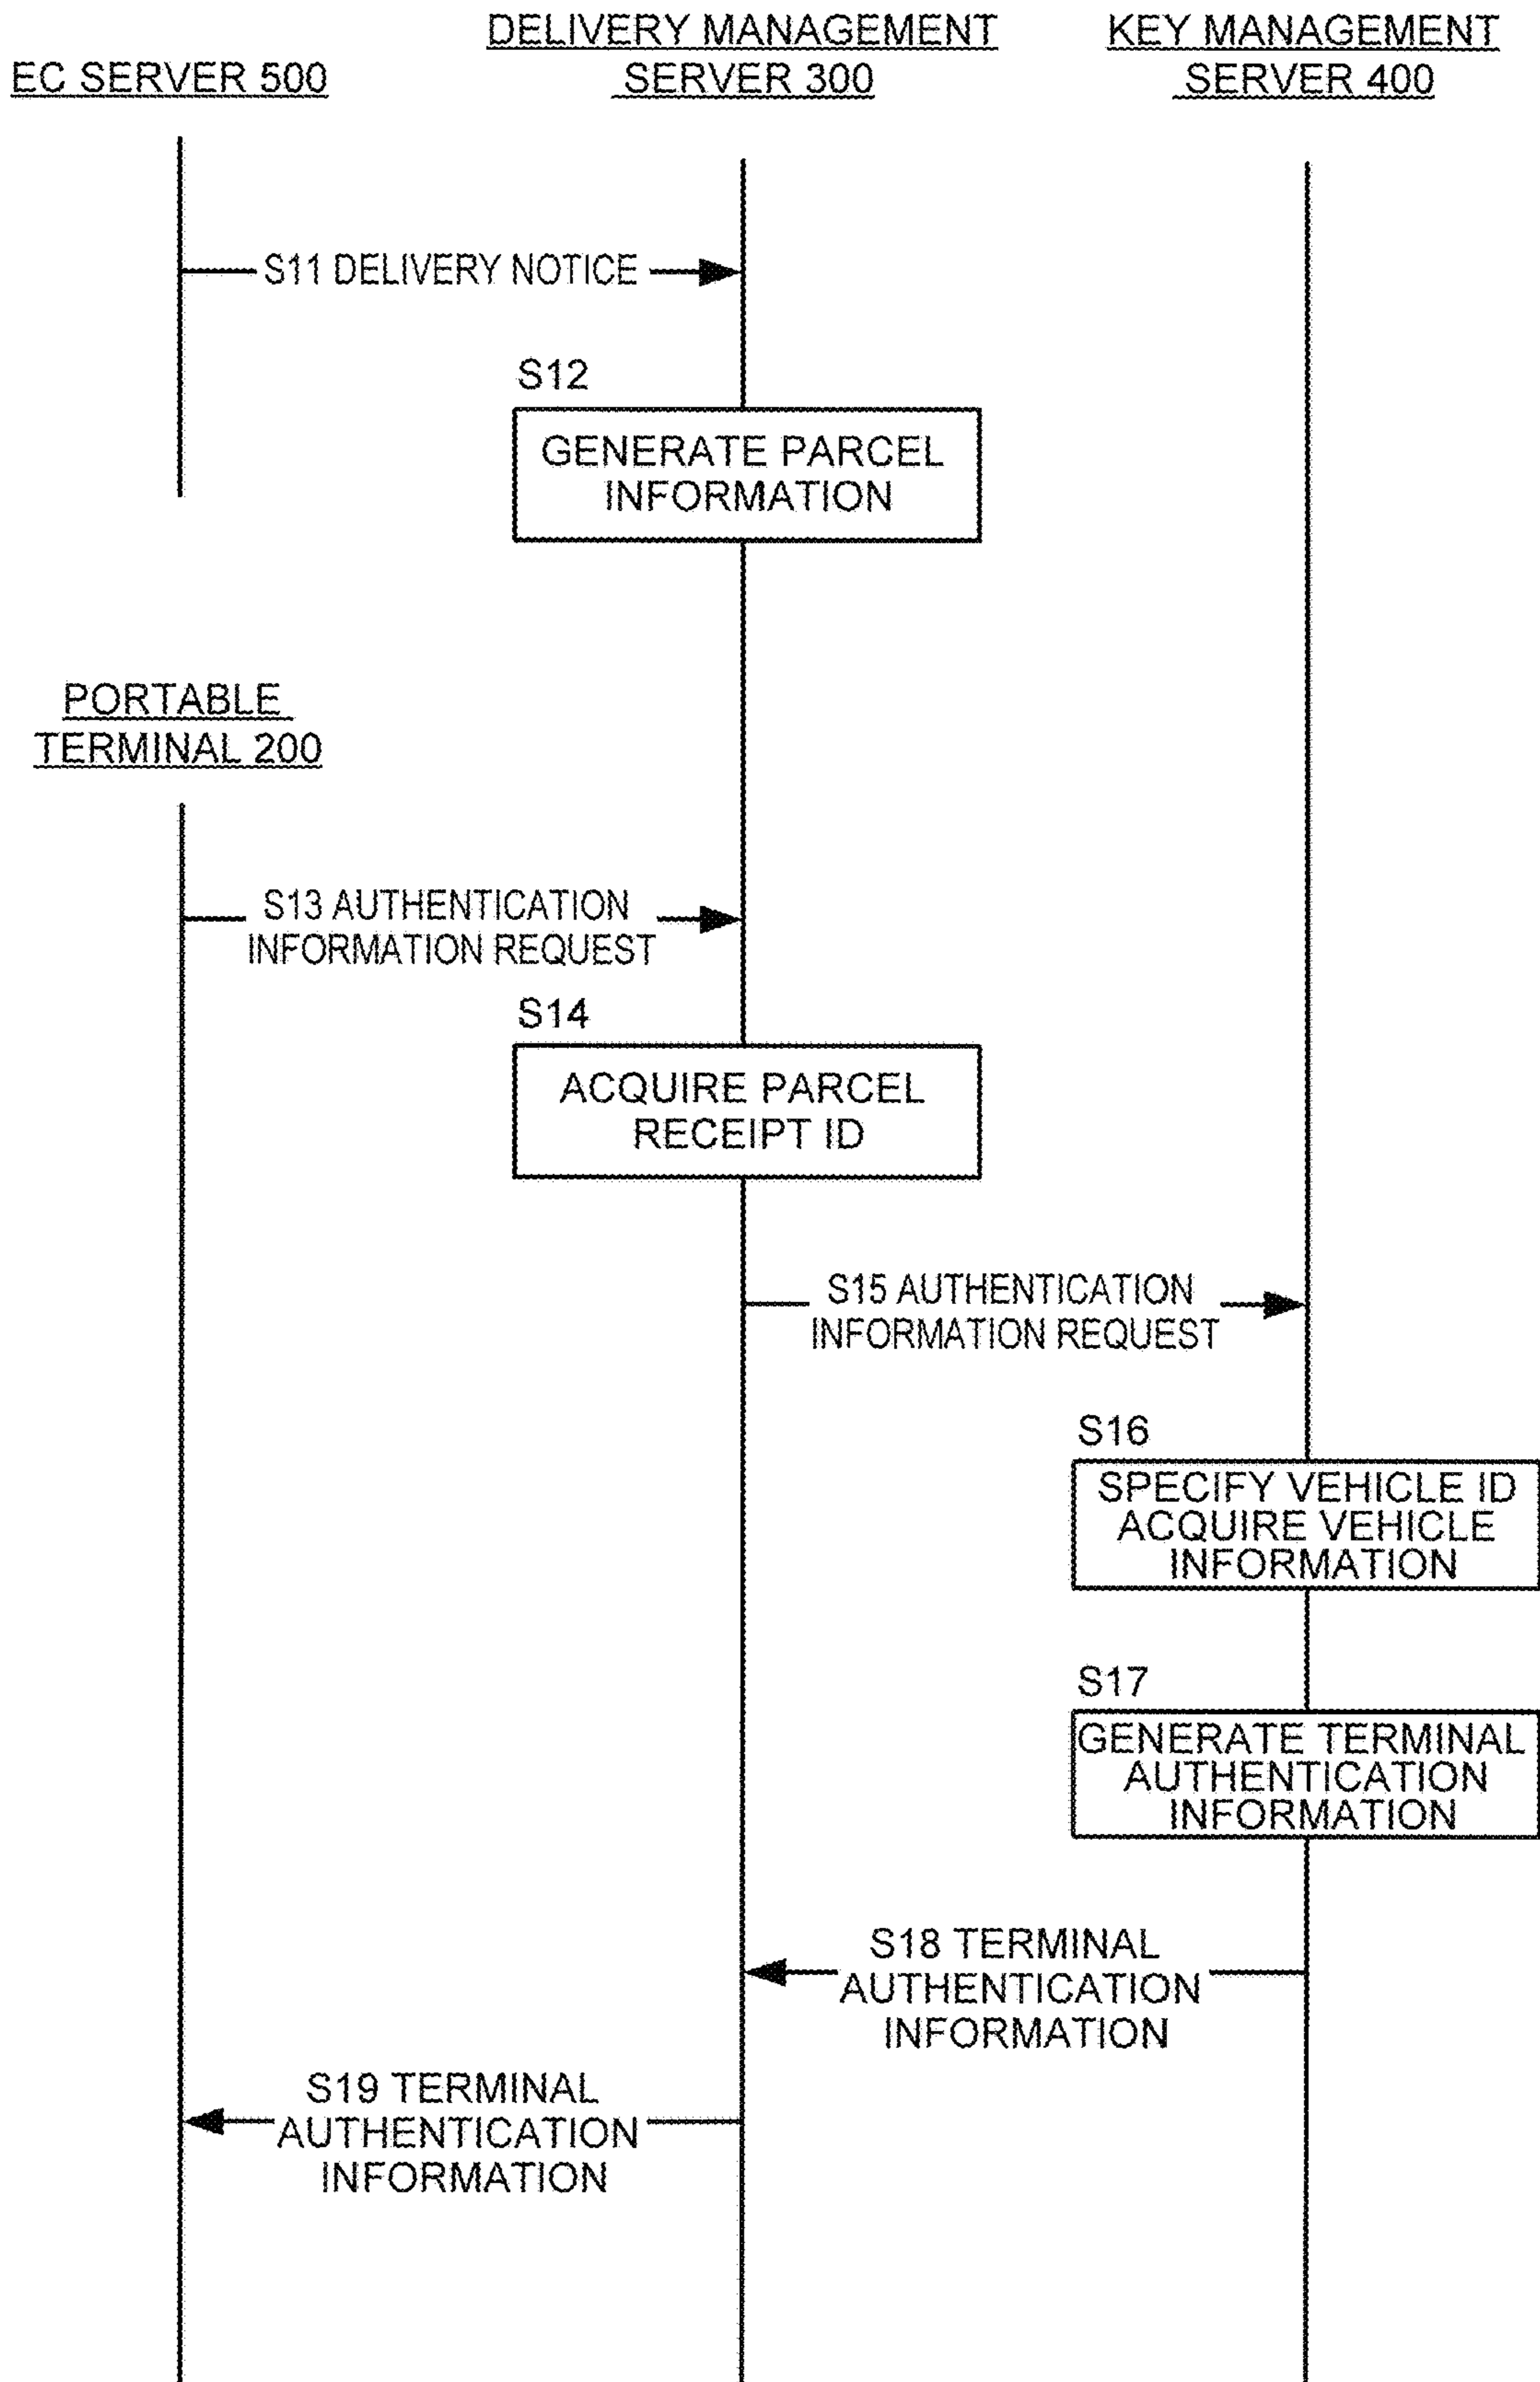 DELIVERY MANAGEMENT
SERVER 300
KEY MANAGEMENT
SERVER 400
EC SERVER 500
S11 DELIVERY NOTICE
S12
GENERATE PARCEL
INFORMATION
PORTABLE
TERMINAL 200
S13 AUTHENTICATION
INFORMATION REQUEST
S14
ACQUIRE PARCEL
RECEIPT ID
S15 AUTHENTICATION
INFORMATION REQUEST
S16
SPECIFY VEHICLE ID
ACQUIRE VEHICLE
INFORMATION
S17
GENERATE TERMINAL
AUTHENTICATION
INFORMATION
S18 TERMINAL
AUTHENTICATION
INFORMATION
S19 TERMINAL
AUTHENTICATION
INFORMATION